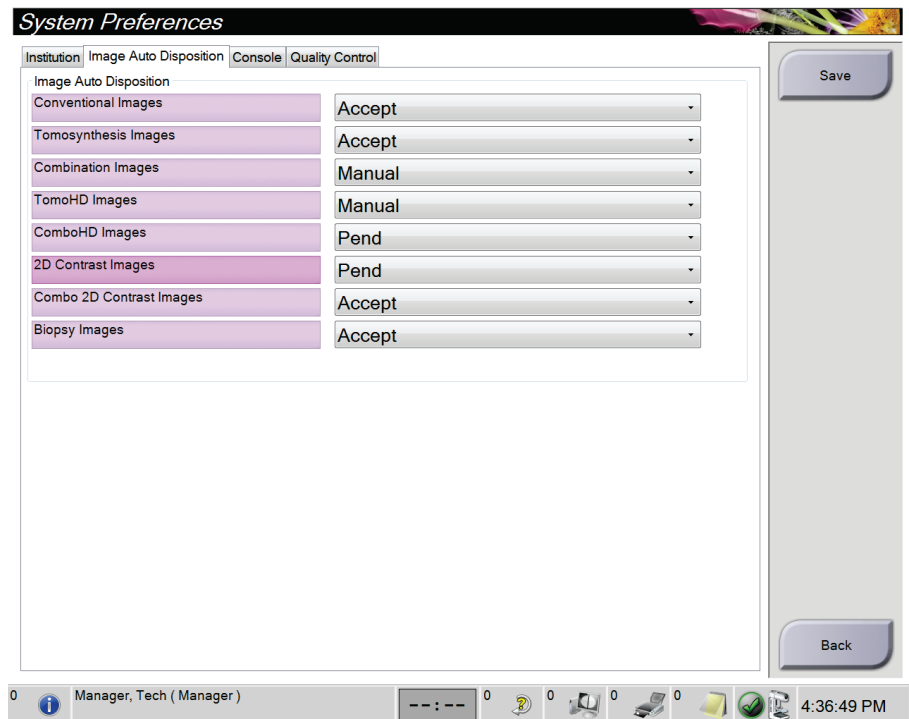 System Preferences
Institution Image Auto Disposition Console Quality Control
Save
Image Auto Disposition
Conventional Images Accept
Tomosynthesis Images Accept
Combination Images Manual
TomoHD Images Manual
ComboHD Images Pend
2D Contrast Images Pend
Combo 2D Contrast Images Accept
Biopsy Images Accept
Back
0 Manager, Tech ( Manager ) --:-- 0 0 0 0 4:36:49 PM